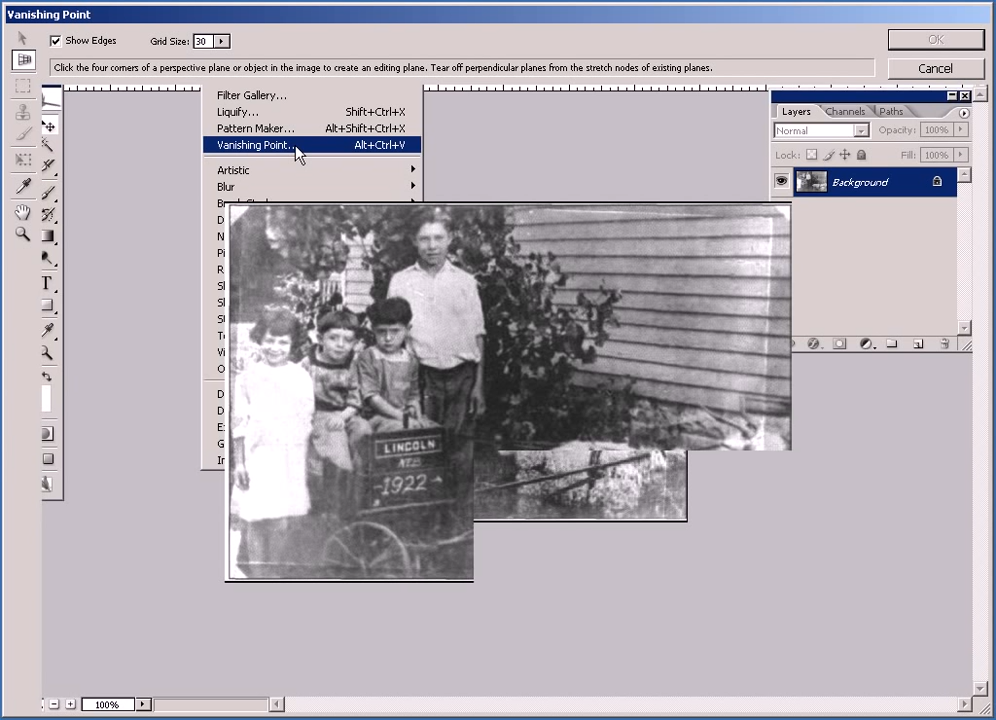 Vanishing Point
Show Edges
Grid Size: 30
OK
Click the four corners of a perspective plane or object in the image to create an editing plane. Tear off perpendicular planes from the stretch nodes of existing planes.
Cancel
Filter Gallery...
Liquify... Shift+Ctrl+X
Pattern Maker... Alt+Shift+Ctrl+X
Vanishing Point... Alt+Ctrl+V
Artistic
Blur
Layers Channels Paths
Normal Opacity: 100%
Lock: Fill: 100%
Background
T
LINCOLN
NEB
-1922-
100%